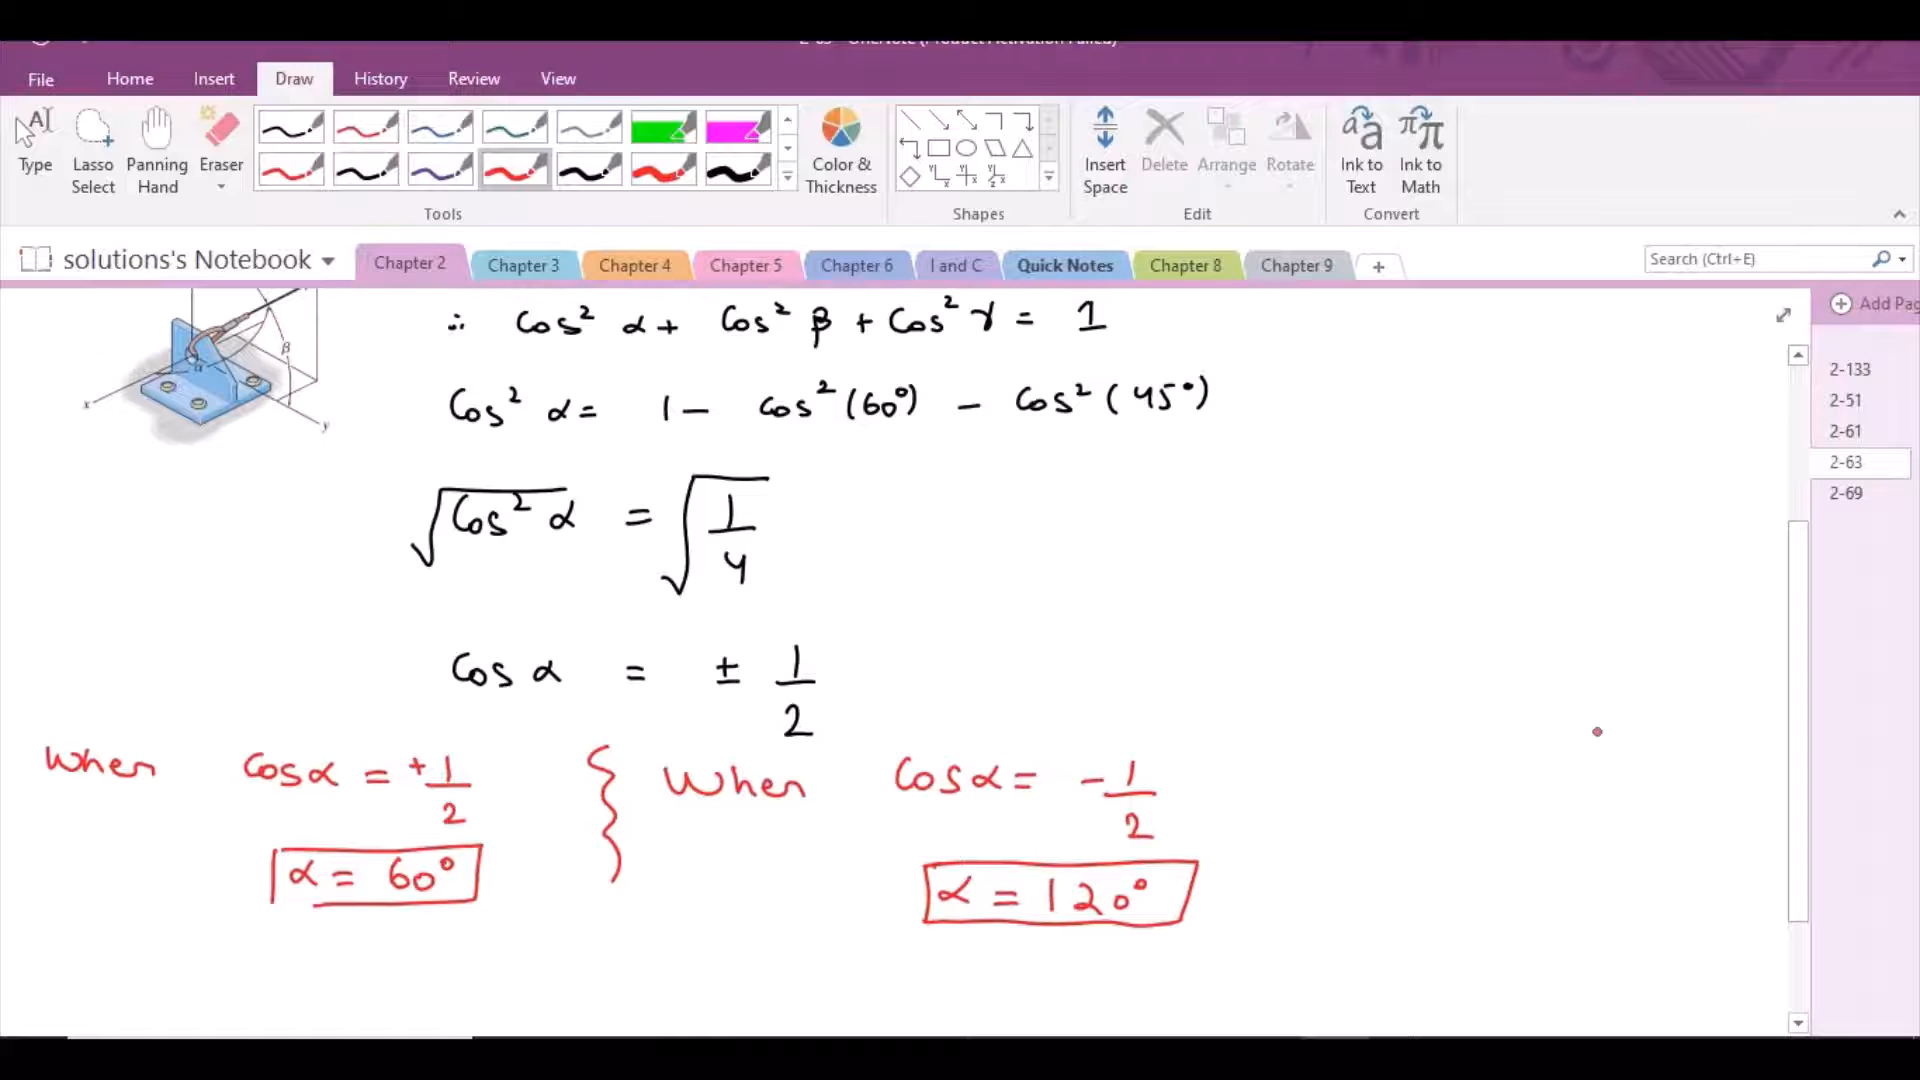 File Home Insert Draw History Review View
Type Lasso Select Panning Hand Eraser Color & Thickness Insert Space Delete Arrange Rotate Ink to Text Ink to Math
Tools Shapes Edit Convert
solutions's Notebook Chapter 2 Chapter 3 Chapter 4 Chapter 5 Chapter 6 I and C Quick Notes Chapter 8 Chapter 9 + Search (Ctrl+E)
Add Pag
2-133
2-51
2-61
2-63
2-69
x α β y
∴ Cos² α + Cos² β + Cos² γ = 1
Cos² α = 1 - cos² (60°) - cos² (45°)
√Cos² α = √1/4
Cos α = ± 1/2
When Cosα = +1/2 } When Cosα = -1/2
α = 60° α = 120°